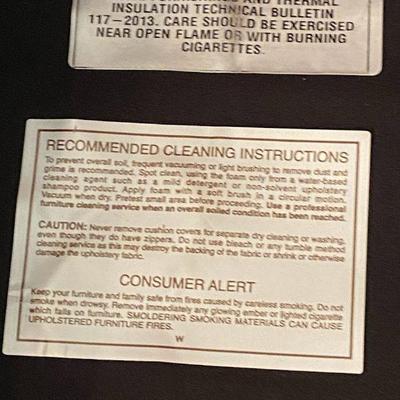 INSULATION TECHNICAL BULLETIN
117-2013. CARE SHOULD BE EXERCISED
NEAR OPEN FLAME OR WITH BURNING
CIGARETTES.
RECOMMENDED CLEANING INSTRUCTIONS
To prevent overall soil, frequent vacuuming or light brushing to remove dust and
grime is recommended. Spot clean, using the foam only from a water-based
cleaning agent such as a mild detergent or non-solvent upholstery
shampoo product. Apply foam with a soft brush in a circular motion.
Vacuum when dry. Pretest small area before proceeding. Use a professional
furniture cleaning service when an overall soiled condition has been reached.
CAUTION: Never remove cushion covers for separate dry cleaning or washing,
even though they do have zippers. Do not use bleach or any tumble method
cleaning service as this may destroy the backing of the fabric or shrink or otherwise
damage the upholstery fabric.
CONSUMER ALERT
Keep your furniture and family safe from fires caused by careless smoking. Do not
smoke when drowsy. Remove immediately any glowing ember or lighted cigarette
which falls on furniture. SMOLDERING SMOKING MATERIALS CAN CAUSE
UPHOLSTERED FURNITURE FIRES.
W